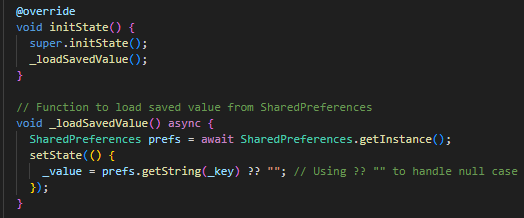 @override
void initState() {
super.initState();
_loadSavedValue();
}
// Function to load saved value from SharedPreferences
void _loadSavedValue() async {
SharedPreferences prefs = await SharedPreferences.getInstance();
setState(() {
_value = prefs.getString(_key) ?? ""; // Using ?? "" to handle null case
});
}